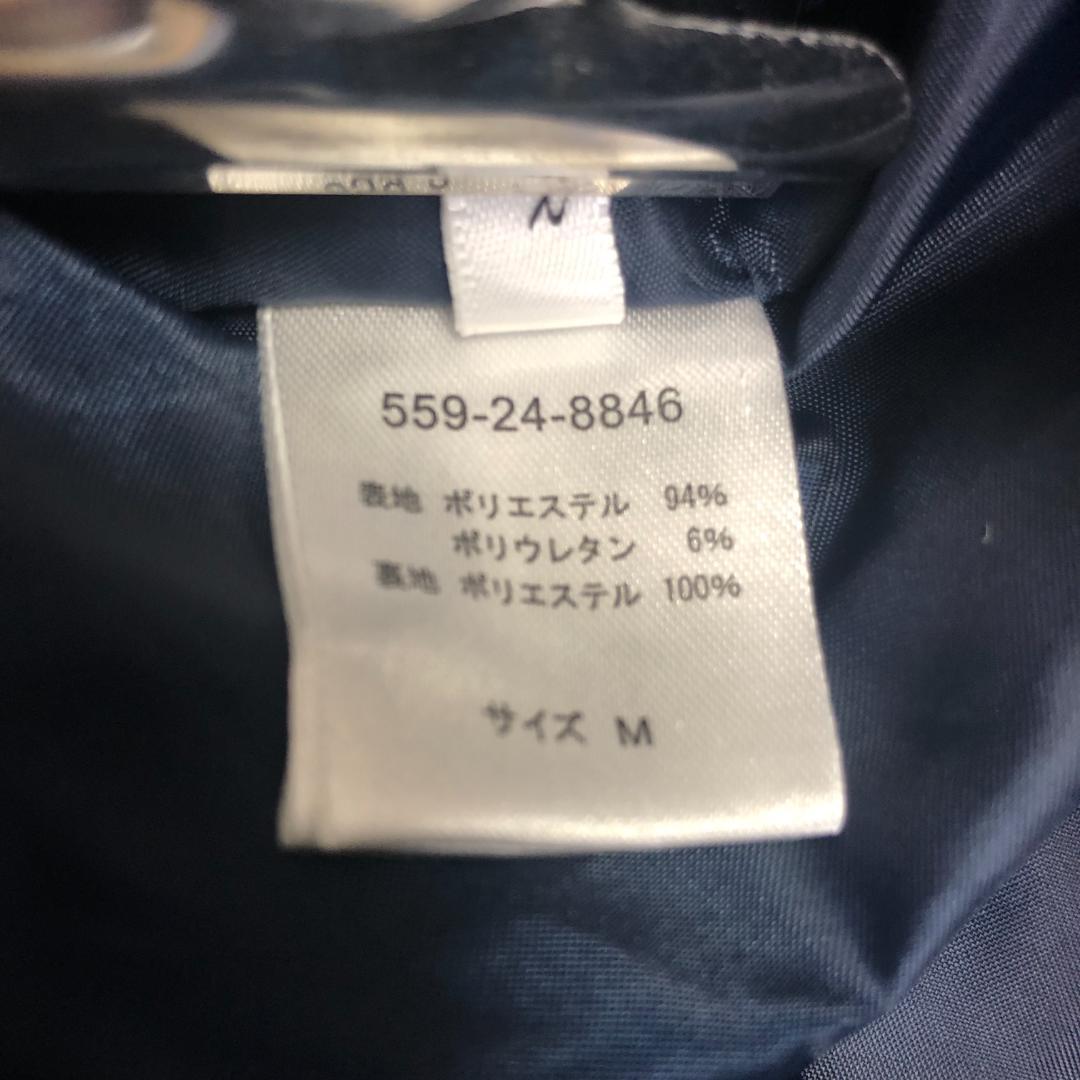 559-24-8846
表地 ポリエステル 94%
ポリウレタン 6%
裏地 ポリエステル 100%
サイズ M